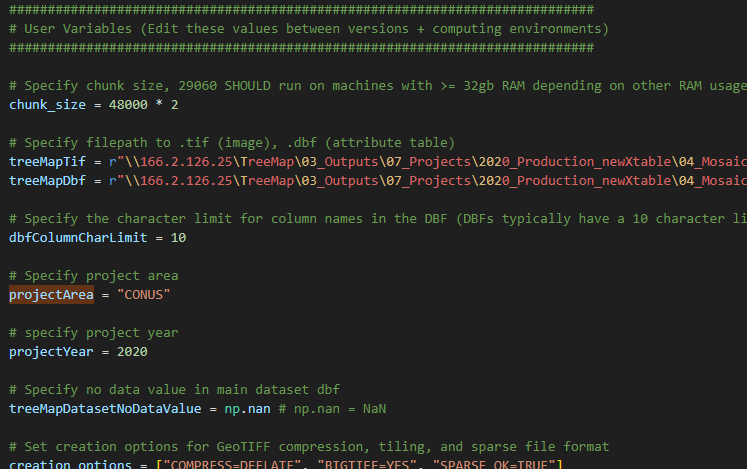 ############################################################################
# User Variables (Edit these values between versions + computing environments)
############################################################################
# Specify chunk size, 29060 SHOULD run on machines with >= 32gb RAM depending on other RAM usage
chunk_size = 48000 * 2
# Specify filepath to .tif (image), .dbf (attribute table)
treeMapTif = r"\\166.2.126.25\TreeMap\03_Outputs\07_Projects\2020_Production_newXtable\04_Mosaic
treeMapDbf = r"\\166.2.126.25\TreeMap\03_Outputs\07_Projects\2020_Production_newXtable\04_Mosaic
# Specify the character limit for column names in the DBF (DBFs typically have a 10 character li
dbfColumnCharLimit = 10
# Specify project area
projectArea = "CONUS"
# specify project year
projectYear = 2020
# Specify no data value in main dataset dbf
treeMapDatasetNoDataValue = np.nan # np.nan = NaN
# Set creation options for GeoTIFF compression, tiling, and sparse file format
creation_options = ["COMPRESS=DEFLATE", "BIGTIFF=YES", "SPARSE_OK=TRUE"]